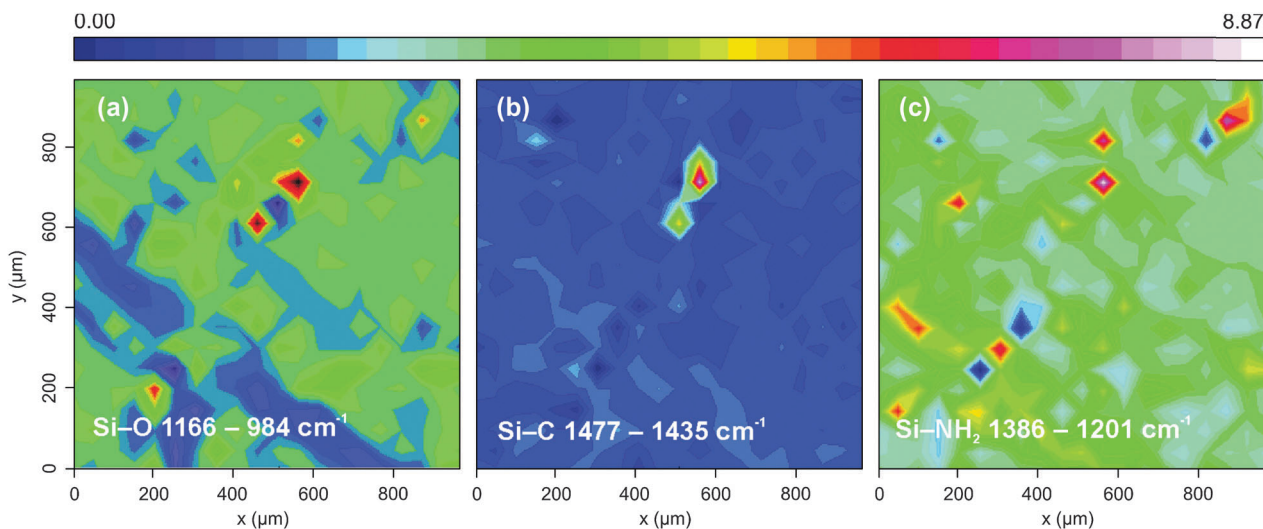 0.00 8.87
(a) (b) (c)
y (µm)
800
600
400
200
0
Si–O 1166 – 984 cm⁻¹
Si–C 1477 – 1435 cm⁻¹
Si–NH₂ 1386 – 1201 cm⁻¹
0 200 400 600 800
0 200 400 600 800
200 400 600 800
x (µm) x (µm) x (µm)